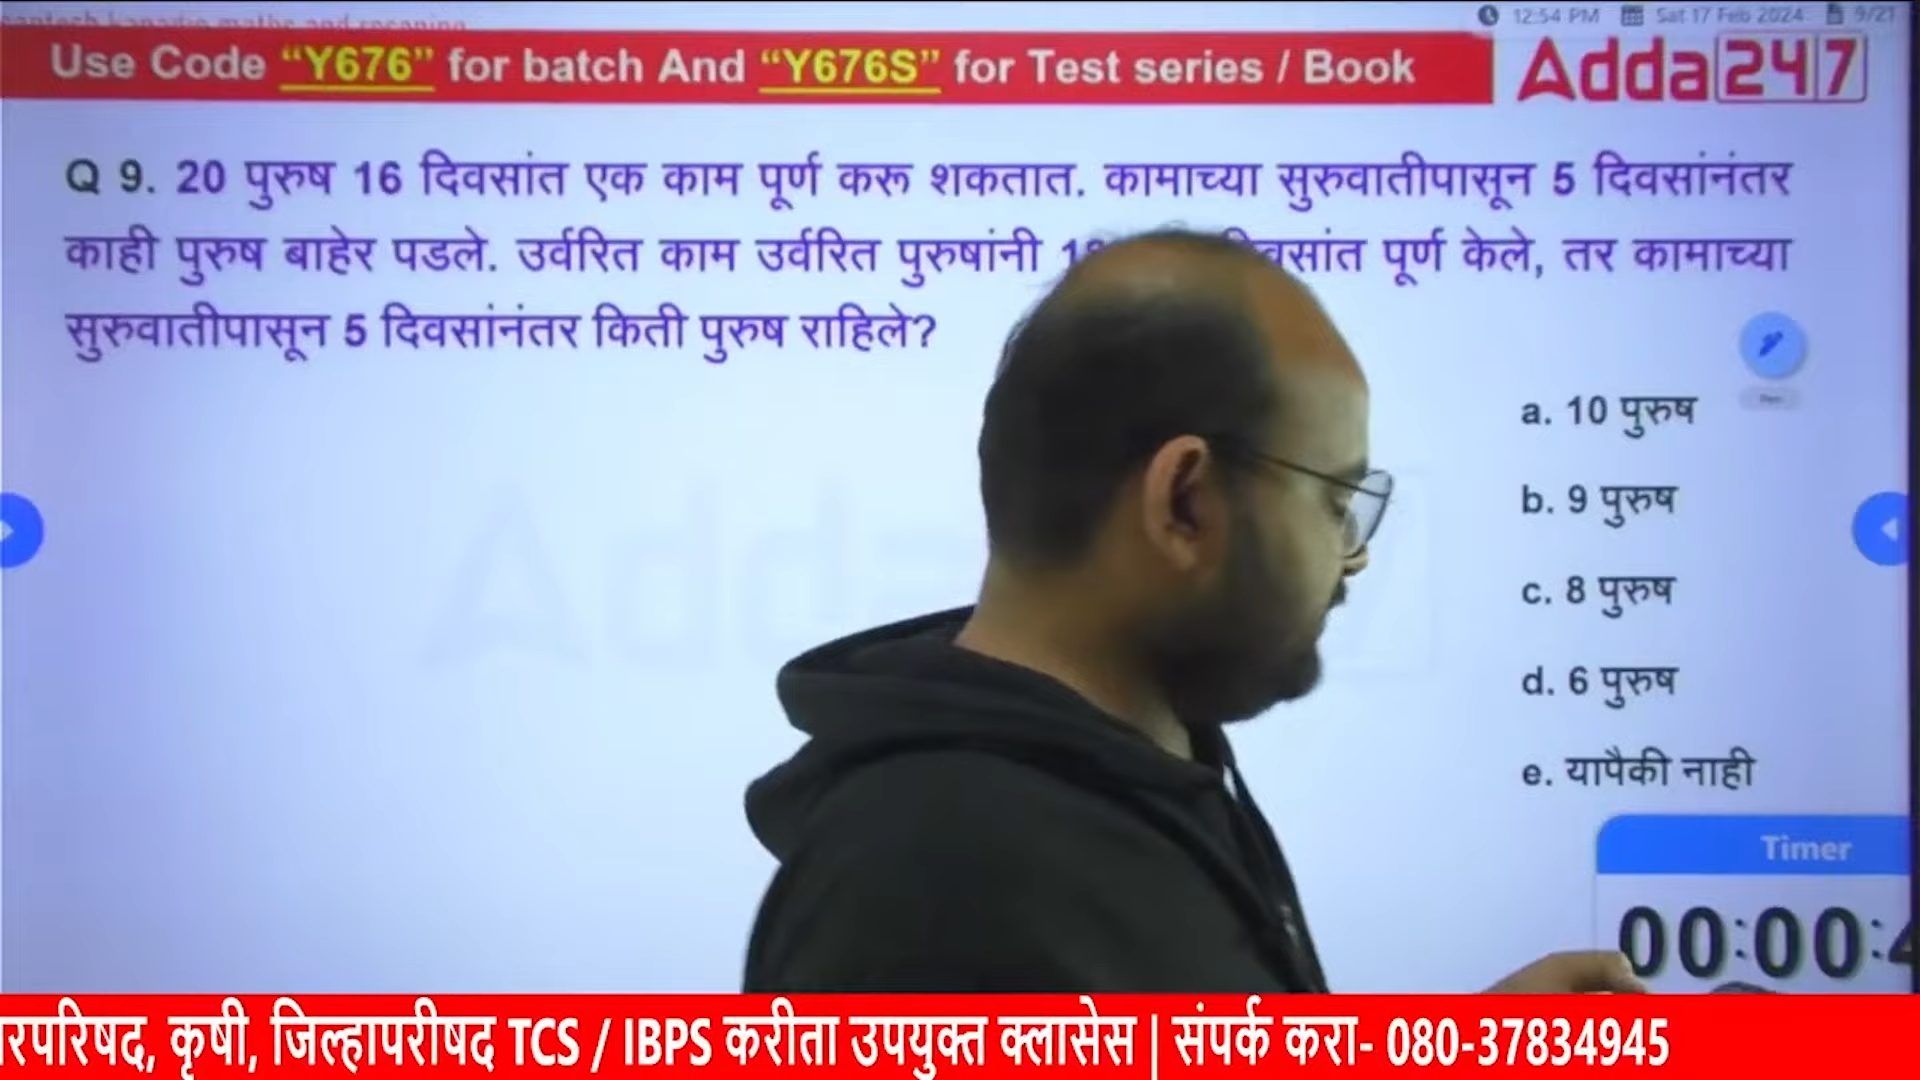 12:54 PM Sat 17 Feb 2024 9/21
Use Code “Y676” for batch And “Y676S” for Test series / Book
Adda247
Q 9. 20 पुरुष 16 दिवसांत एक काम पूर्ण करू शकतात. कामाच्या सुरुवातीपासून 5 दिवसांनंतर
काही पुरुष बाहेर पडले. उर्वरित काम उर्वरित पुरुषांनी पूर्ण केले, तर कामाच्या
सुरुवातीपासून 5 दिवसांनंतर किती पुरुष राहिले?
a. 10 पुरुष
b. 9 पुरुष
c. 8 पुरुष
d. 6 पुरुष
e. यापैकी नाही
Timer
00:00:
कृषी, जिल्हापरीषद TCS / IBPS करीता उपयुक्त क्लासेस | संपर्क करा- 080-37834945